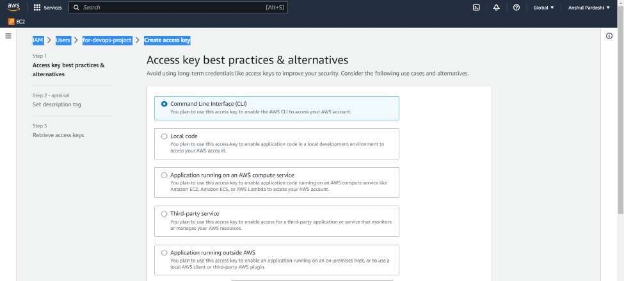 aws
Services
Search
[Alt+S]
Global
Anshul Pardeshi
EC2
IAM > Users > for-devops-project > Create access key
Step 1
Access key best practices &
alternatives
Step 2 - optional
Set description tag
Step 3
Retrieve access keys
Access key best practices & alternatives
Avoid using long-term credentials like access keys to improve your security. Consider the following use cases and alternatives.
Command Line Interface (CLI)
You plan to use this access key to enable the AWS CLI to access your AWS account.
Local code
You plan to use this access key to enable application code in a local development environment to
access your AWS account.
Application running on an AWS compute service
You plan to use this access key to enable application code running on an AWS compute service like
Amazon EC2, Amazon ECS, or AWS Lambda to access your AWS account.
Third-party service
You plan to use this access key to enable access for a third-party application or service that monitors
or manages your AWS resources.
Application running outside AWS
You plan to use this access key to enable an application running on an on-premises host, or to use a
local AWS client or third-party AWS plugin.